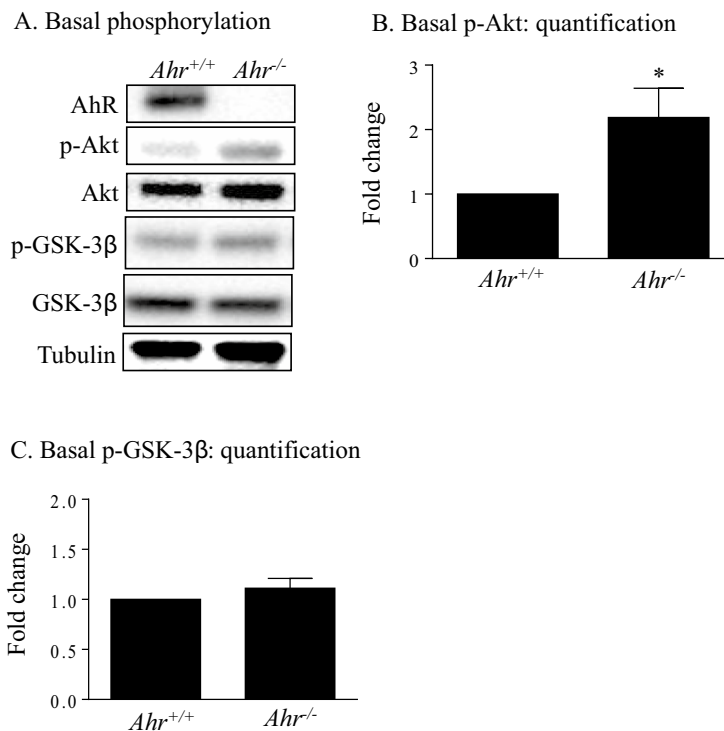 A. Basal phosphorylation
Ahr+/+ Ahr-/-
AhR
p-Akt
Akt
p-GSK-3β
GSK-3β
Tubulin
B. Basal p-Akt: quantification
Fold change
3
2
1
0
*
Ahr+/+ Ahr-/-
C. Basal p-GSK-3β: quantification
Fold change
2.0
1.5
1.0
0.5
0.0
Ahr+/+ Ahr-/-